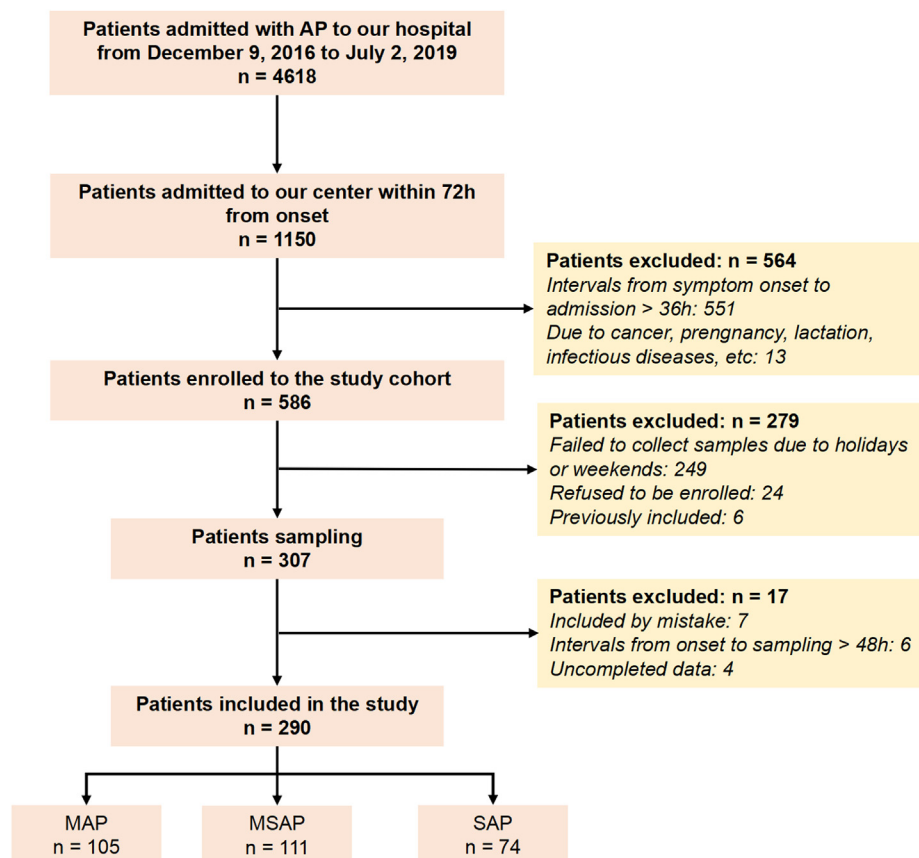 Patients admitted with AP to our hospital
from December 9, 2016 to July 2, 2019
n = 4618
Patients admitted to our center within 72h
from onset
n = 1150
Patients excluded: n = 564
Intervals from symptom onset to
admission > 36h: 551
Due to cancer, prengnancy, lactation,
infectious diseases, etc: 13
Patients enrolled to the study cohort
n = 586
Patients excluded: n = 279
Failed to collect samples due to holidays
or weekends: 249
Refused to be enrolled: 24
Previously included: 6
Patients sampling
n = 307
Patients excluded: n = 17
Included by mistake: 7
Intervals from onset to sampling > 48h: 6
Uncompleted data: 4
Patients included in the study
n = 290
MAP
n = 105
MSAP
n = 111
SAP
n = 74